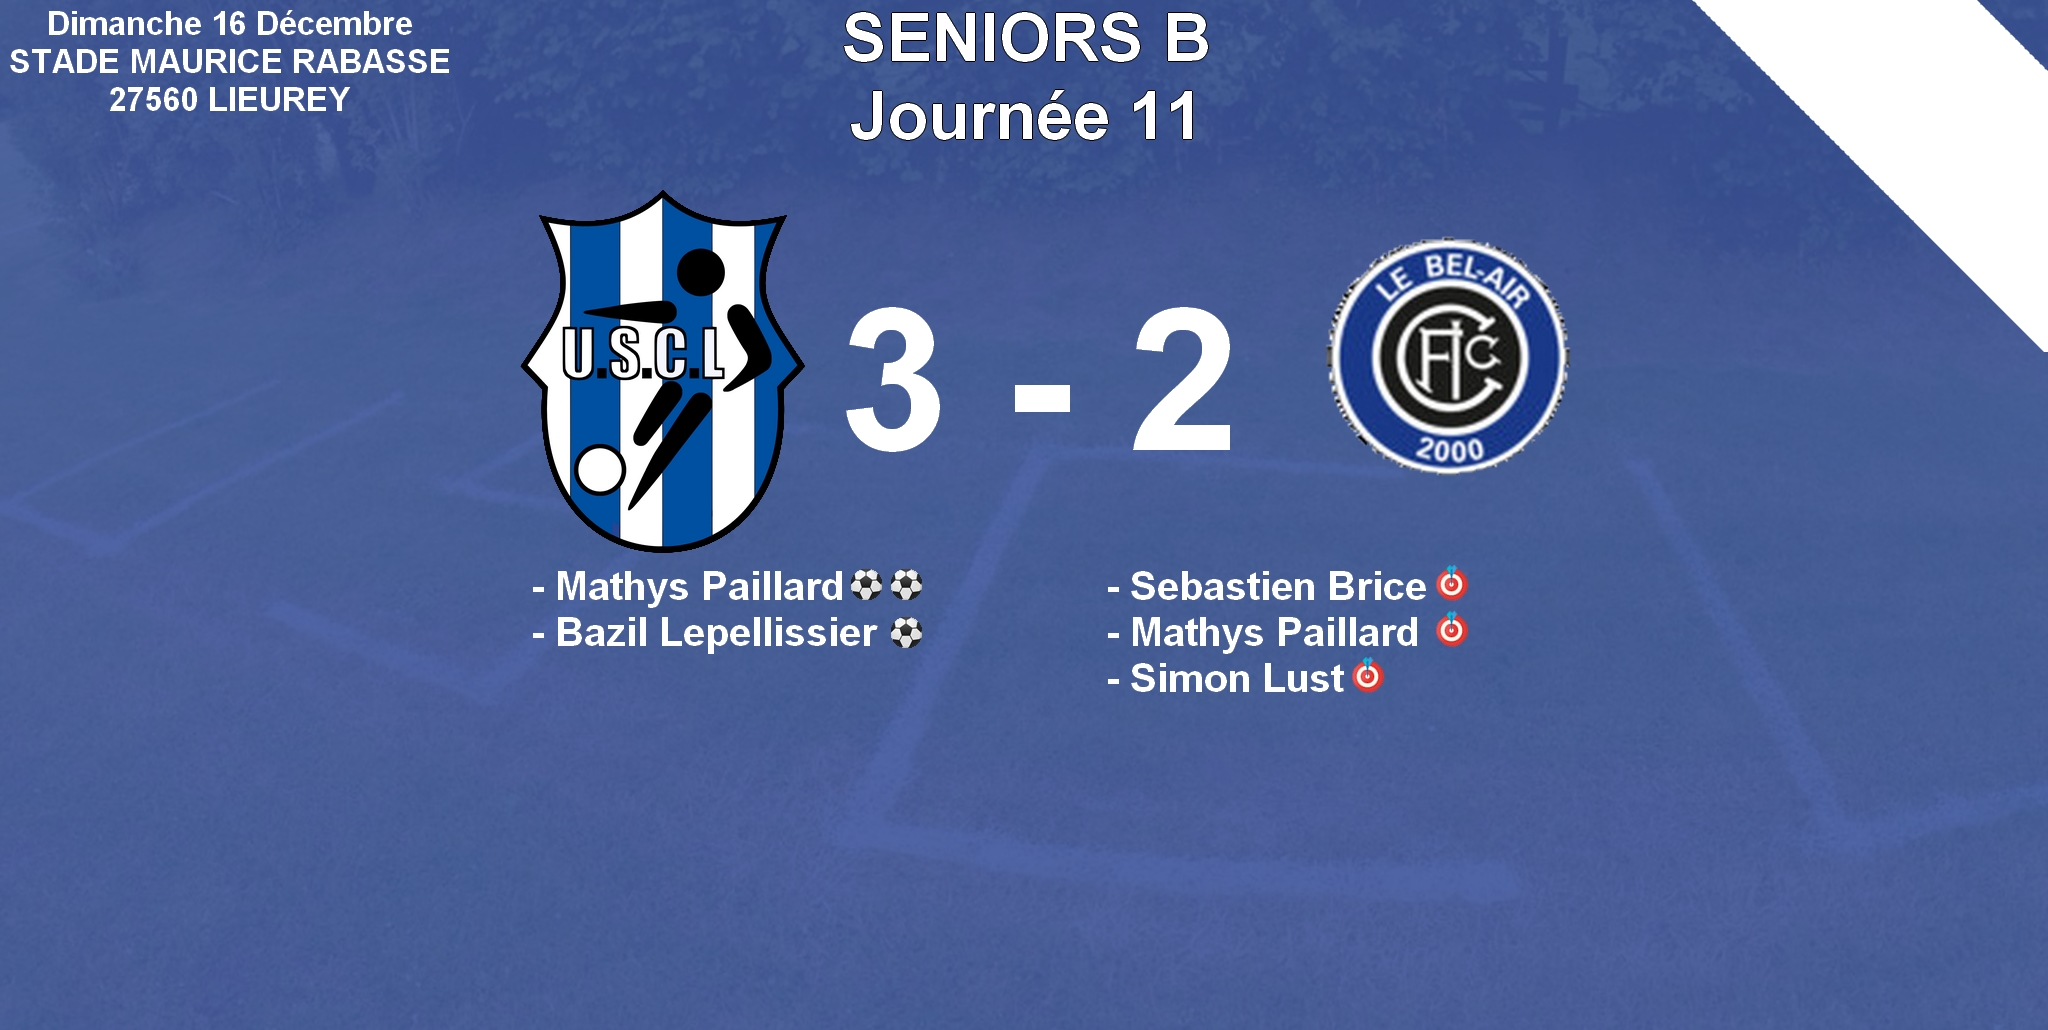 Dimanche 16 Décembre
STADE MAURICE RABASSE
27560 LIEUREY
SENIORS B
Journée 11
U.S.C.L
3 - 2
LE BEL-AIR
FCC
2000
- Mathys Paillard
- Bazil Lepellissier
- Sebastien Brice
- Mathys Paillard
- Simon Lust